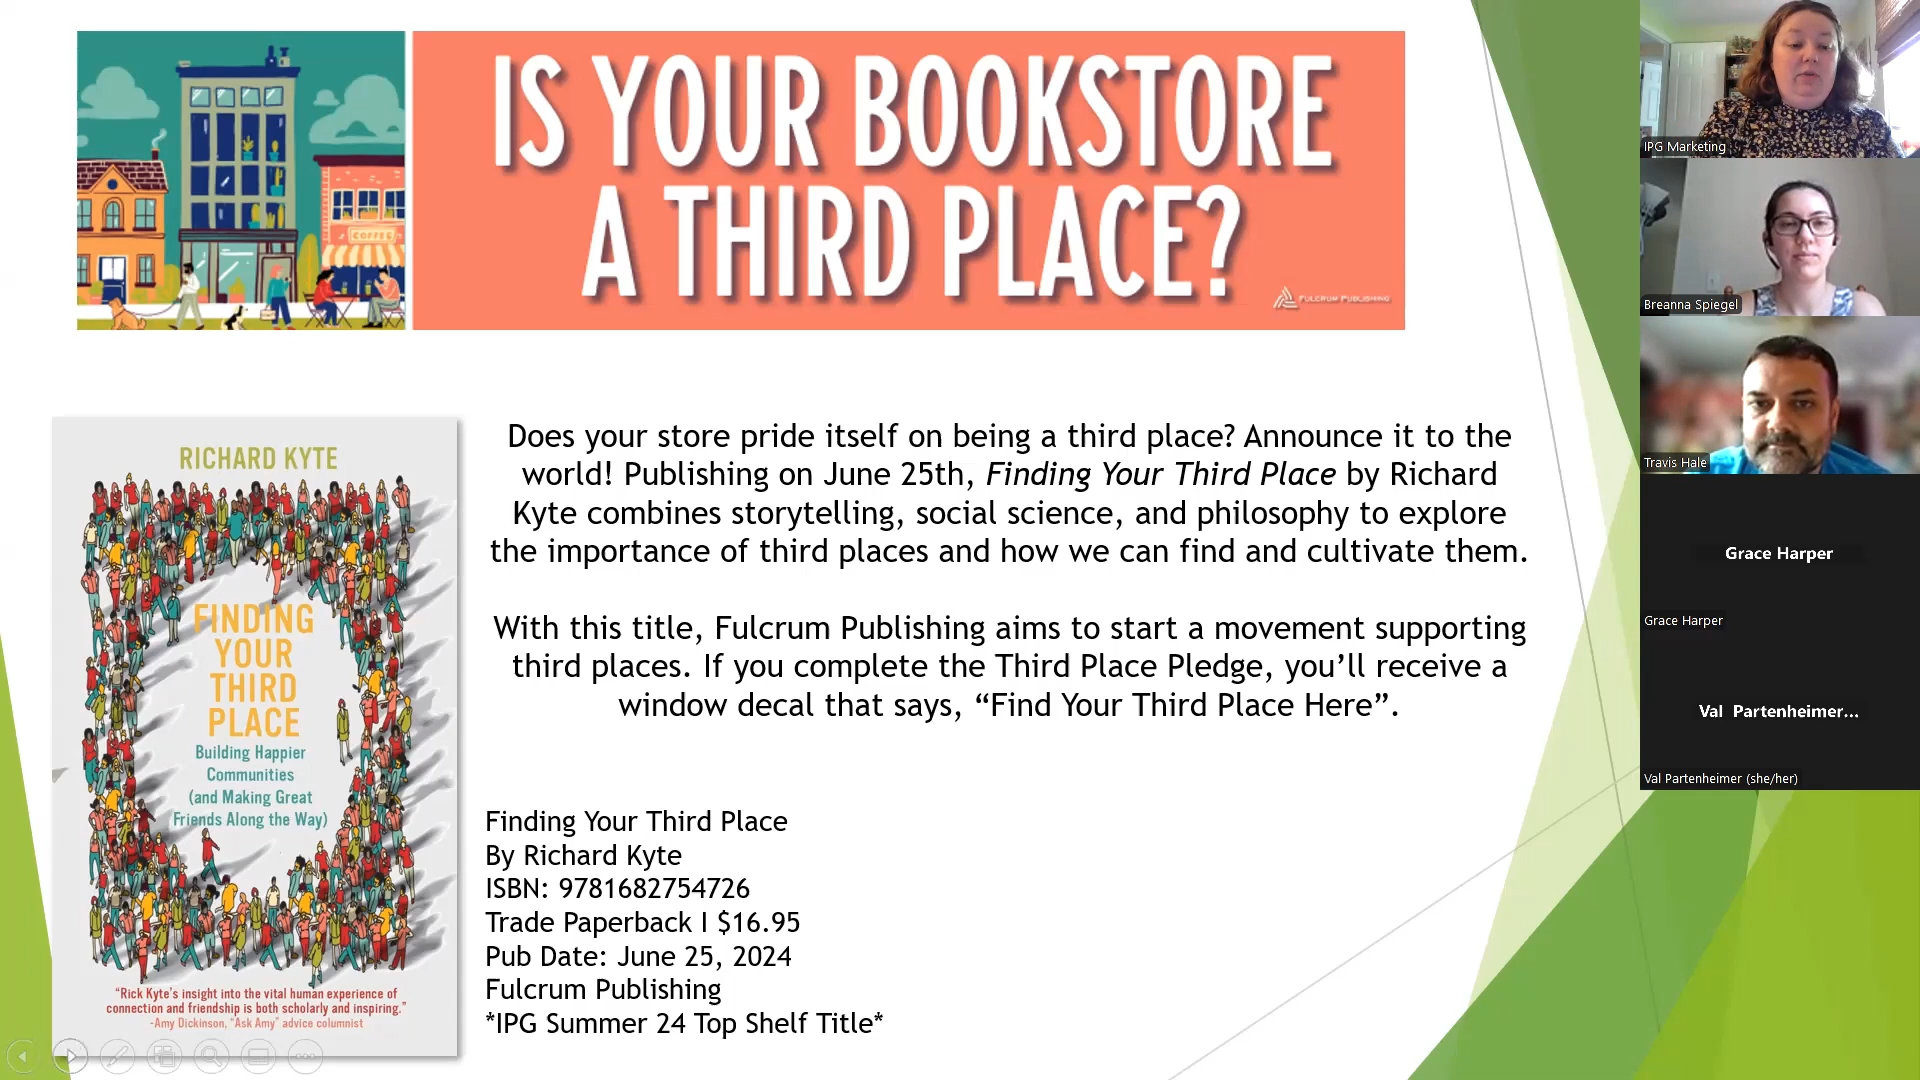 IS YOUR BOOKSTORE
A THIRD PLACE?
FULCRUM PUBLISHING
COFFEE
RICHARD KYTE
FINDING
YOUR
THIRD
PLACE
Building Happier
Communities
(and Making Great
Friends Along the Way)
“Rick Kyte’s insight into the vital human experience of
connection and friendship is both scholarly and inspiring.”
-Amy Dickinson, “Ask Amy” advice columnist
Does your store pride itself on being a third place? Announce it to the
world! Publishing on June 25th, Finding Your Third Place by Richard
Kyte combines storytelling, social science, and philosophy to explore
the importance of third places and how we can find and cultivate them.
With this title, Fulcrum Publishing aims to start a movement supporting
third places. If you complete the Third Place Pledge, you’ll receive a
window decal that says, “Find Your Third Place Here”.
Finding Your Third Place
By Richard Kyte
ISBN: 9781682754726
Trade Paperback I $16.95
Pub Date: June 25, 2024
Fulcrum Publishing
*IPG Summer 24 Top Shelf Title*
IPG Marketing
Breanna Spiegel
Travis Hale
Grace Harper
Grace Harper
Val Partenheimer...
Val Partenheimer (she/her)